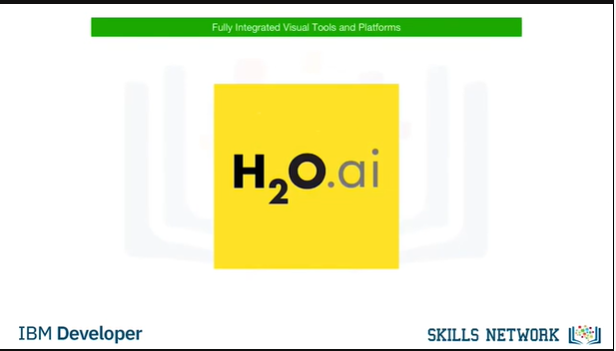 Fully Integrated Visual Tools and Platforms
H2O.ai
IBM Developer
SKILLS NETWORK